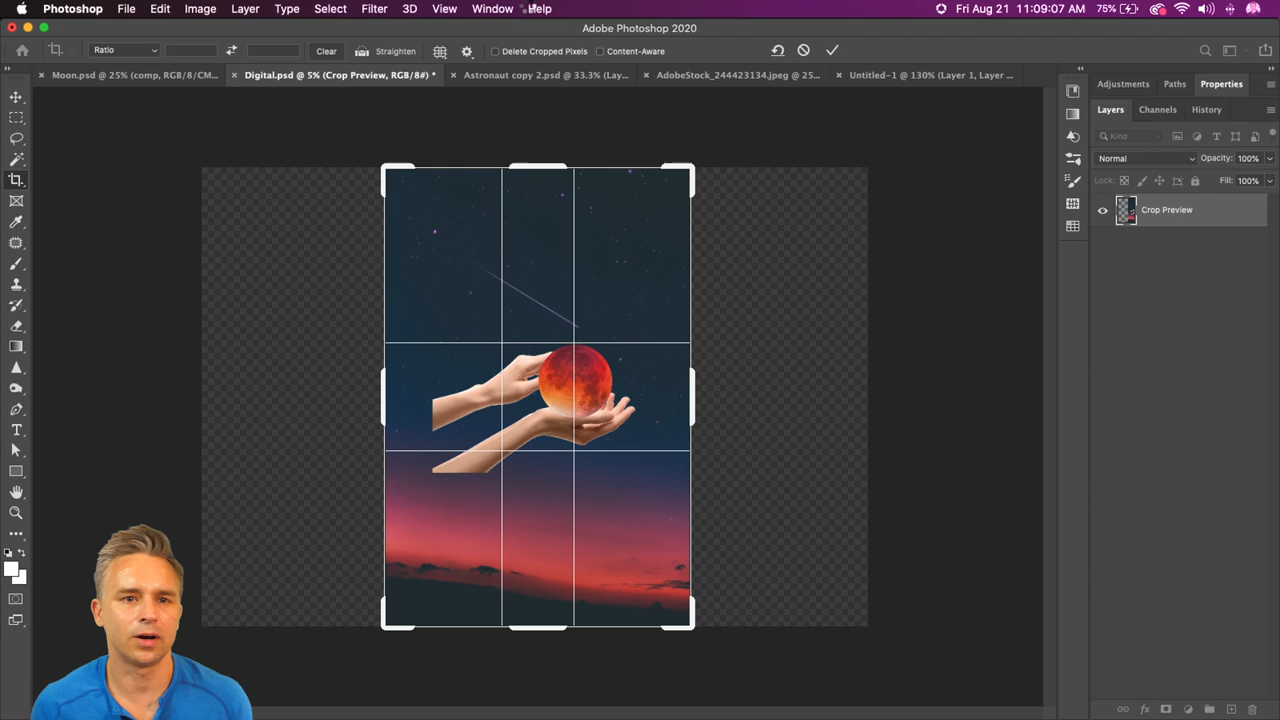 Photoshop File Edit Image Layer Type Select Filter 3D View Window Help 75% Fri Aug 21 11:09:07 AM
Adobe Photoshop 2020
Ratio Clear Straighten Delete Cropped Pixels Content-Aware
Moon.psd @ 25% (comp, RGB/8/CM... Digital.psd @ 5% (Crop Preview, RGB/8#) * Astronaut copy 2.psd @ 33.3% (Lay... AdobeStock_244423134.jpeg @ 25... Untitled-1 @ 130% (Layer 1, Layer ...
Adjustments Paths Properties
Layers Channels History
Kind
Normal Opacity: 100%
Lock: Fill: 100%
Crop Preview